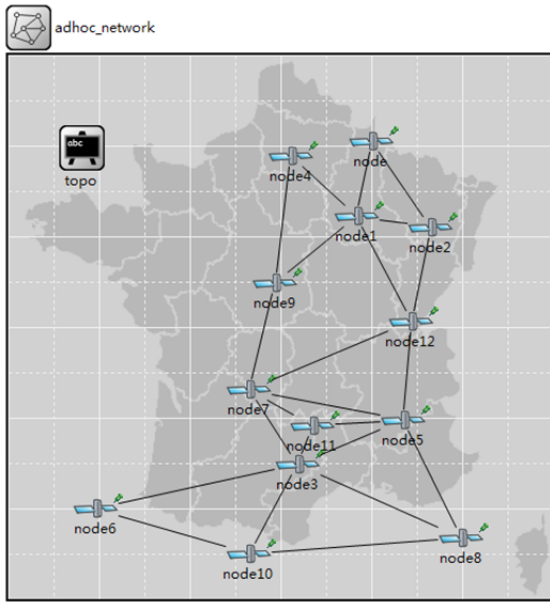 adhoc_network
abc
topo
node4
node
node1
node2
node9
node12
node7
node11
node5
node3
node6
node10
node8